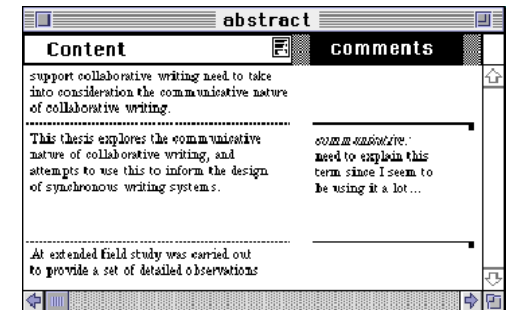 abstract
Content
comments
support collaborative writing need to take
into consideration the communicative nature
of collaborative writing.
This thesis explores the communicative
nature of collaborative writing, and
attempts to use this to inform the design
of synchronous writing systems.
communicative:
need to explain this
term since I seem to
be using it a lot...
At extended field study was carried out
to provide a set of detailed observations